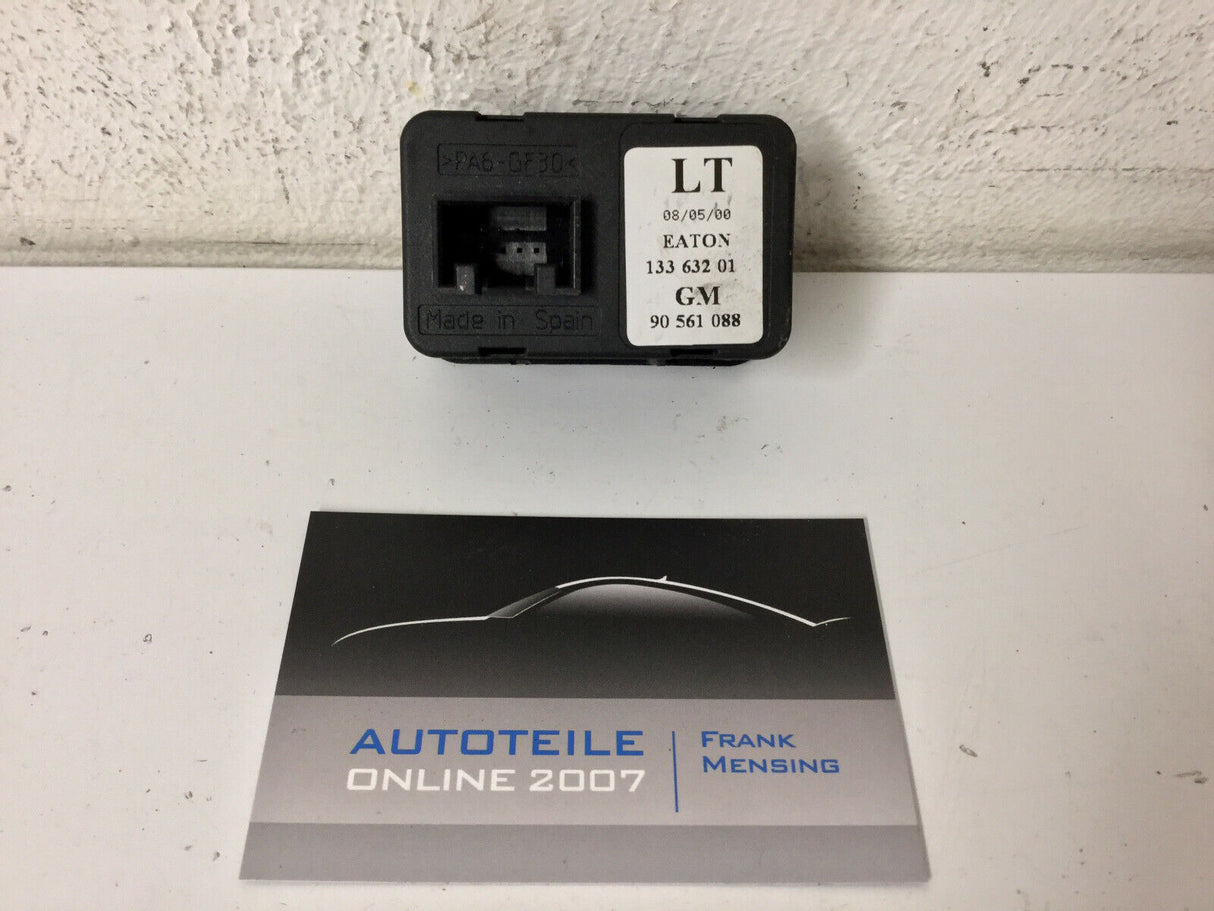 >PA6-GF30<
Made in Spain
LT
08/05/00
EATON
133 632 01
GM
90 561 088
AUTOTEILE
ONLINE 2007
FRANK
MENSING